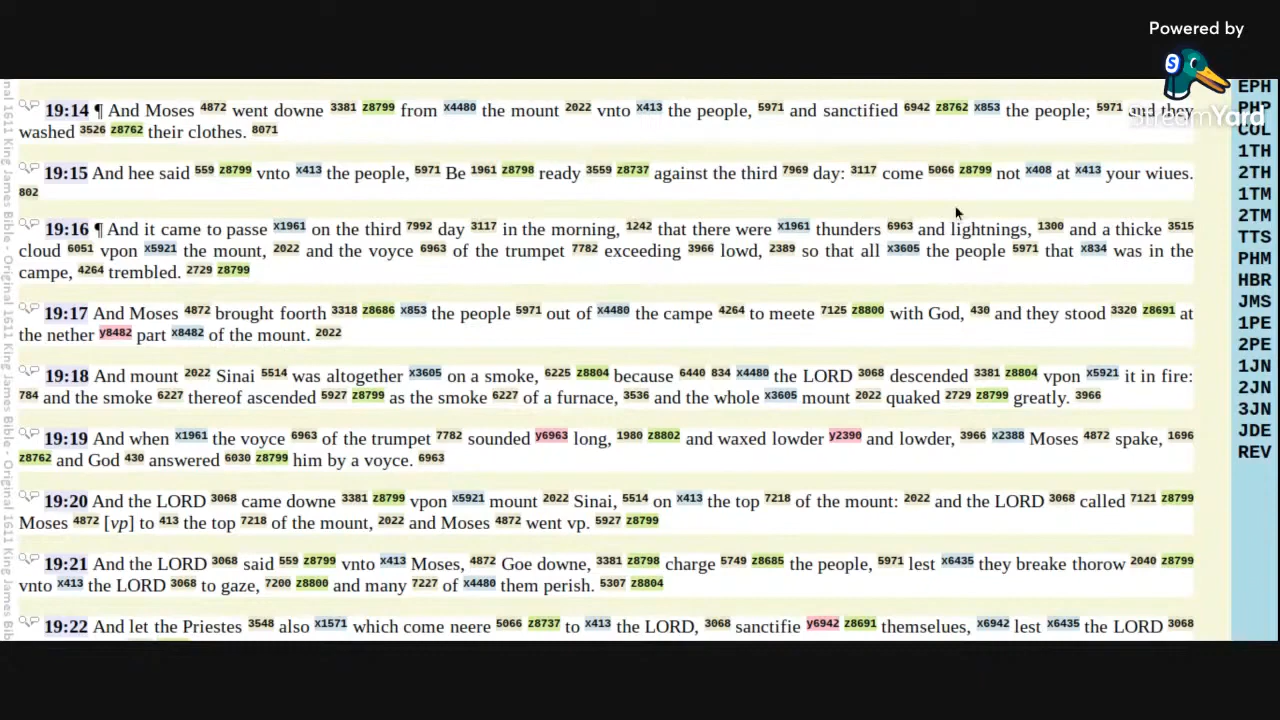 Powered by
StreamYard
19:14 ¶ And Moses 4872 went downe 3381 z8799 from x4480 the mount 2022 vnto x413 the people, 5971 and sanctified 6942 z8762 x853 the people; 5971 and they
washed 3526 z8762 their clothes. 8071
19:15 And hee said 559 z8799 vnto x413 the people, 5971 Be 1961 z8798 ready 3559 z8737 against the third 7969 day: 3117 come 5066 z8799 not x408 at x413 your wiues.
802
19:16 ¶ And it came to passe x1961 on the third 7992 day 3117 in the morning, 1242 that there were x1961 thunders 6963 and lightnings, 1300 and a thicke 3515
cloud 6051 vpon x5921 the mount, 2022 and the voyce 6963 of the trumpet 7782 exceeding 3966 lowd, 2389 so that all x3605 the people 5971 that x834 was in the
campe, 4264 trembled. 2729 z8799
19:17 And Moses 4872 brought foorth 3318 z8686 x853 the people 5971 out of x4480 the campe 4264 to meete 7125 z8800 with God, 430 and they stood 3320 z8691 at
the nether y8482 part x8482 of the mount. 2022
19:18 And mount 2022 Sinai 5514 was altogether x3605 on a smoke, 6225 z8804 because 6440 834 x4480 the LORD 3068 descended 3381 z8804 vpon x5921 it in fire:
784 and the smoke 6227 thereof ascended 5927 z8799 as the smoke 6227 of a furnace, 3536 and the whole x3605 mount 2022 quaked 2729 z8799 greatly. 3966
19:19 And when x1961 the voyce 6963 of the trumpet 7782 sounded y6963 long, 1980 z8802 and waxed lowder y2390 and lowder, 3966 x2388 Moses 4872 spake, 1696
z8762 and God 430 answered 6030 z8799 him by a voyce. 6963
19:20 And the LORD 3068 came downe 3381 z8799 vpon x5921 mount 2022 Sinai, 5514 on x413 the top 7218 of the mount: 2022 and the LORD 3068 called 7121 z8799
Moses 4872 [vp] to 413 the top 7218 of the mount, 2022 and Moses 4872 went vp. 5927 z8799
19:21 And the LORD 3068 said 559 z8799 vnto x413 Moses, 4872 Goe downe, 3381 z8798 charge 5749 z8685 the people, 5971 lest x6435 they breake thorow 2040 z8799
vnto x413 the LORD 3068 to gaze, 7200 z8800 and many 7227 of x4480 them perish. 5307 z8804
19:22 And let the Priestes 3548 also x1571 which come neere 5066 z8737 to x413 the LORD, 3068 sanctifie y6942 z8691 themselues, x6942 lest x6435 the LORD 3068
EPH
PHP
COL
1TH
2TH
1TM
2TM
TTS
PHM
HBR
JMS
1PE
2PE
1JN
2JN
3JN
JDE
REV